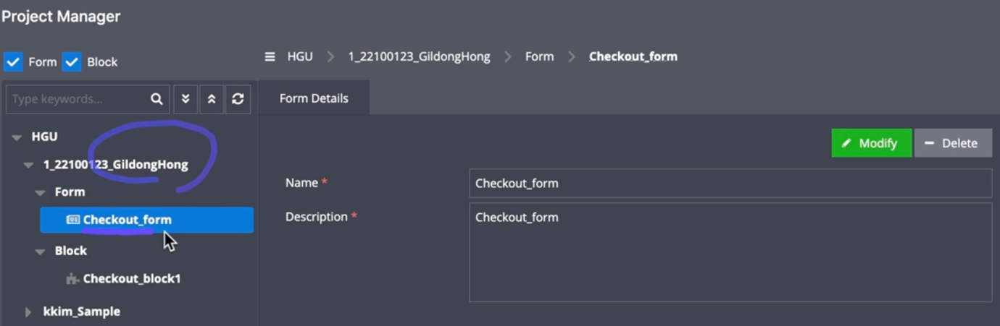 Project Manager
Form Block
HGU 1_22100123_GildongHong Form Checkout_form
Type keywords...
Form Details
HGU
1_22100123_GildongHong
Form
Checkout_form
Block
Checkout_block1
kkim_Sample
Modify Delete
Name * Checkout_form
Description * Checkout_form